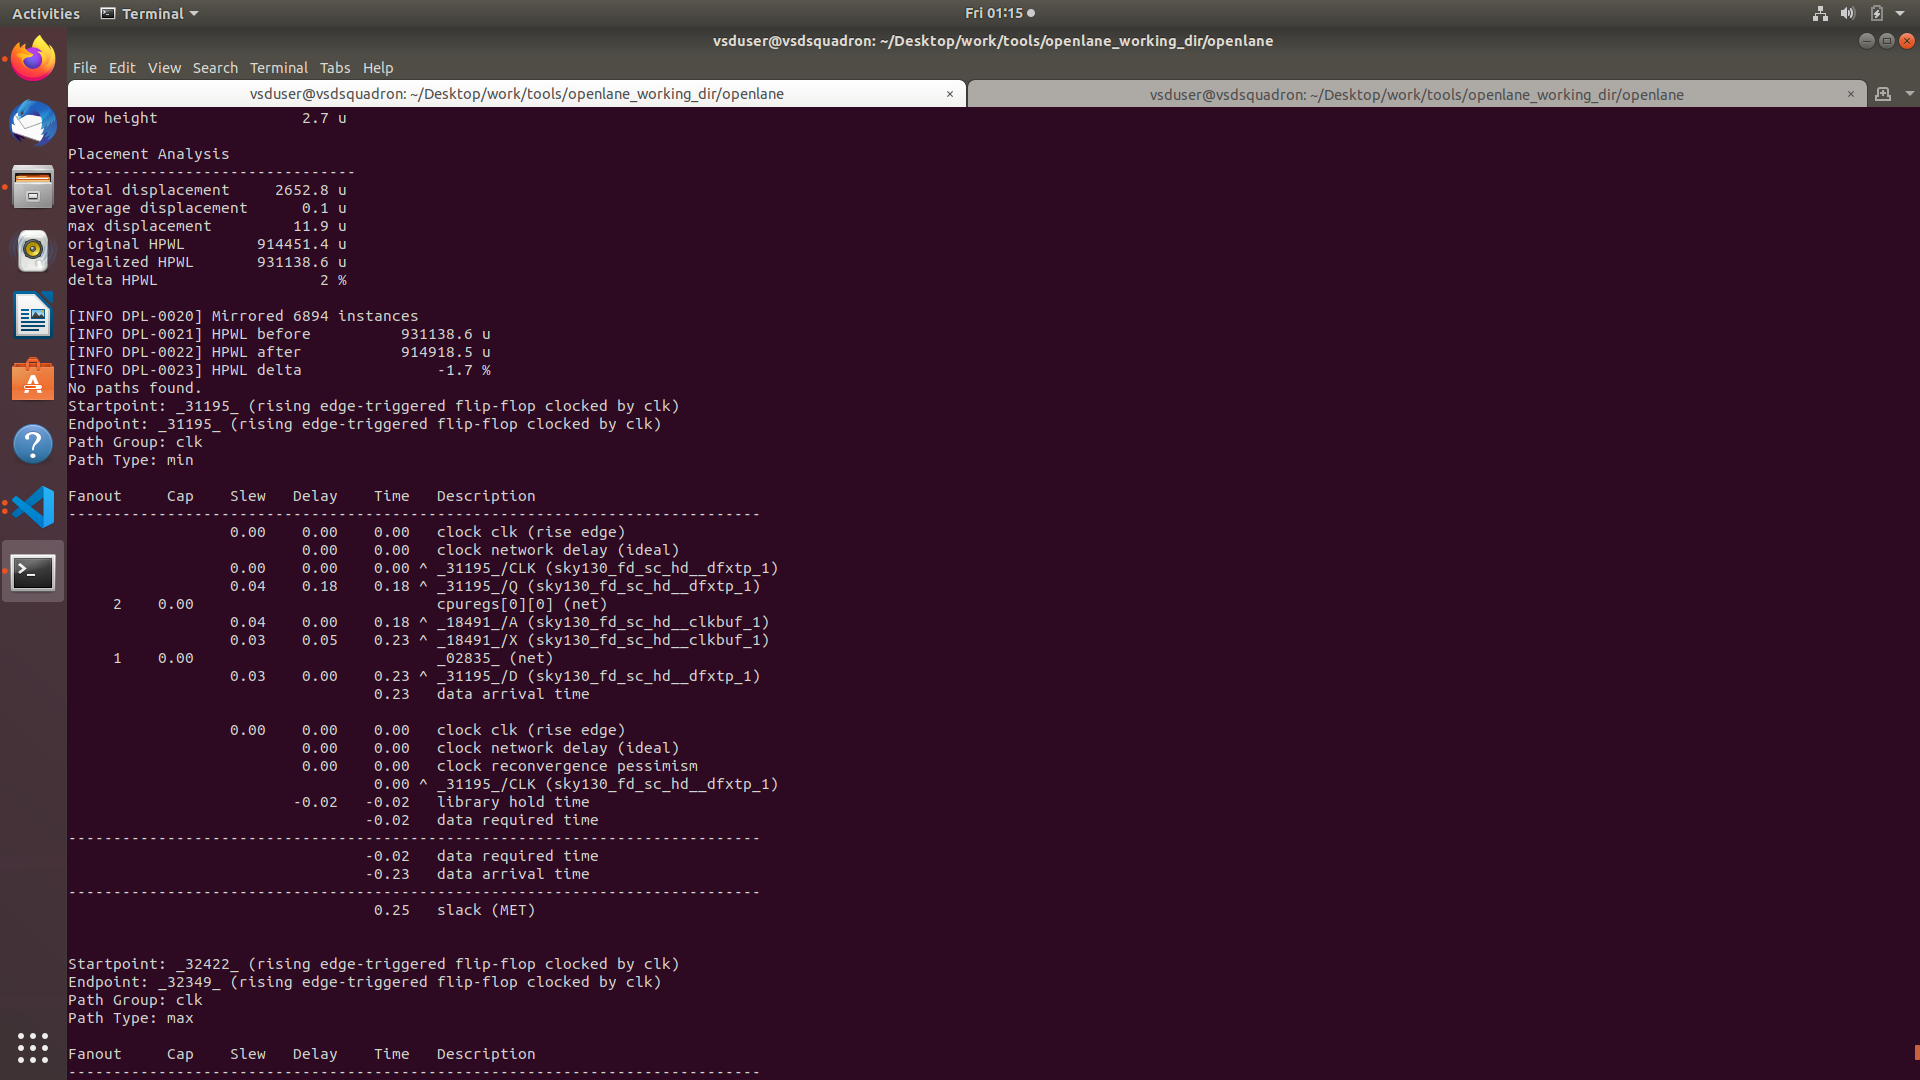 Activities Terminal Fri 01:15
vsduser@vsdsquadron: ~/Desktop/work/tools/openlane_working_dir/openlane
File Edit View Search Terminal Tabs Help
vsduser@vsdsquadron: ~/Desktop/work/tools/openlane_working_dir/openlane × vsduser@vsdsquadron: ~/Desktop/work/tools/openlane_working_dir/openlane ×
row height                2.7 u
Placement Analysis
--------------------------------
total displacement     2652.8 u
average displacement      0.1 u
max displacement         11.9 u
original HPWL        914451.4 u
legalized HPWL       931138.6 u
delta HPWL                  2 %
[INFO DPL-0020] Mirrored 6894 instances
[INFO DPL-0021] HPWL before          931138.6 u
[INFO DPL-0022] HPWL after           914918.5 u
[INFO DPL-0023] HPWL delta               -1.7 %
No paths found.
Startpoint: _31195_ (rising edge-triggered flip-flop clocked by clk)
Endpoint: _31195_ (rising edge-triggered flip-flop clocked by clk)
Path Group: clk
Path Type: min
Fanout     Cap    Slew   Delay    Time   Description
-----------------------------------------------------------------------------
                  0.00    0.00    0.00   clock clk (rise edge)
                          0.00    0.00   clock network delay (ideal)
                  0.00    0.00    0.00 ^ _31195_/CLK (sky130_fd_sc_hd__dfxtp_1)
                  0.04    0.18    0.18 ^ _31195_/Q (sky130_fd_sc_hd__dfxtp_1)
     2    0.00                           cpuregs[0][0] (net)
                  0.04    0.00    0.18 ^ _18491_/A (sky130_fd_sc_hd__clkbuf_1)
                  0.03    0.05    0.23 ^ _18491_/X (sky130_fd_sc_hd__clkbuf_1)
     1    0.00                           _02835_ (net)
                  0.03    0.00    0.23 ^ _31195_/D (sky130_fd_sc_hd__dfxtp_1)
                                  0.23   data arrival time
                  0.00    0.00    0.00   clock clk (rise edge)
                          0.00    0.00   clock network delay (ideal)
                          0.00    0.00   clock reconvergence pessimism
                                  0.00 ^ _31195_/CLK (sky130_fd_sc_hd__dfxtp_1)
                         -0.02   -0.02   library hold time
                                 -0.02   data required time
-----------------------------------------------------------------------------
                                 -0.02   data required time
                                 -0.23   data arrival time
-----------------------------------------------------------------------------
                                  0.25   slack (MET)
Startpoint: _32422_ (rising edge-triggered flip-flop clocked by clk)
Endpoint: _32349_ (rising edge-triggered flip-flop clocked by clk)
Path Group: clk
Path Type: max
Fanout     Cap    Slew   Delay    Time   Description
-----------------------------------------------------------------------------